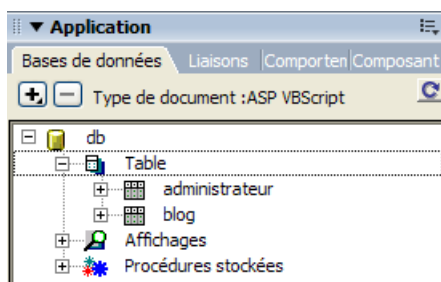 Application
Bases de données Liaisons Comporten Composant
Type de document :ASP VBScript
db
Table
administrateur
blog
Affichages
Procédures stockées